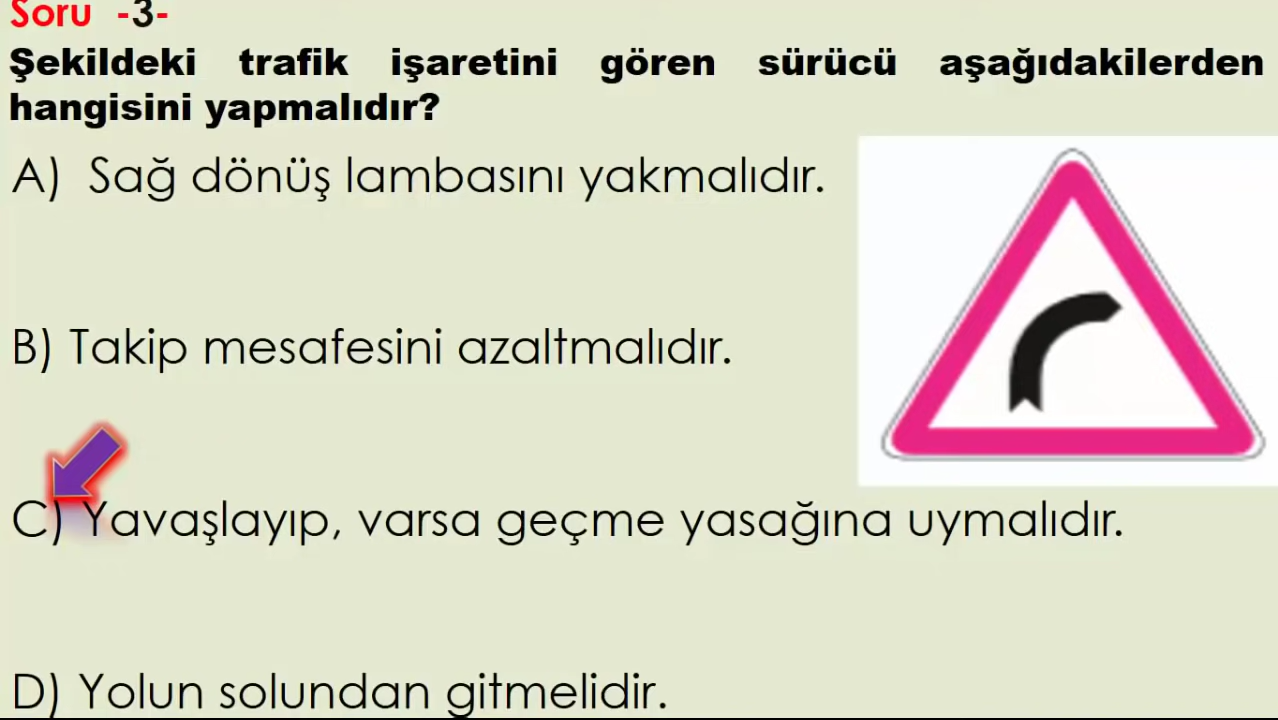 Soru -3-
Şekildeki trafik işaretini gören sürücü aşağıdakilerden
hangisini yapmalıdır?
A) Sağ dönüş lambasını yakmalıdır.
B) Takip mesafesini azaltmalıdır.
C) Yavaşlayıp, varsa geçme yasağına uymalıdır.
D) Yolun solundan gitmelidir.